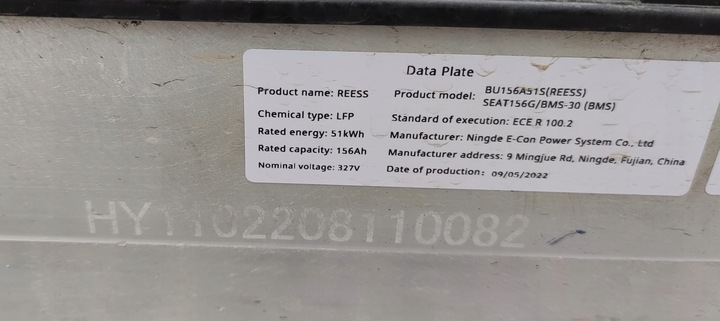 Data Plate
Product name: REESS
Chemical type: LFP
Rated energy: 51kWh
Rated capacity: 156Ah
Nominal voltage: 327V
Product model: BU156A51S(REESS)
SEAT156G/BMS-30 (BMS)
Standard of execution: ECE R 100.2
Manufacturer: Ningde E-Con Power System Co., Ltd
Manufacturer address: 9 Mingjue Rd, Ningde, Fujian, China
Date of production: 09/05/2022
HY1102208110082